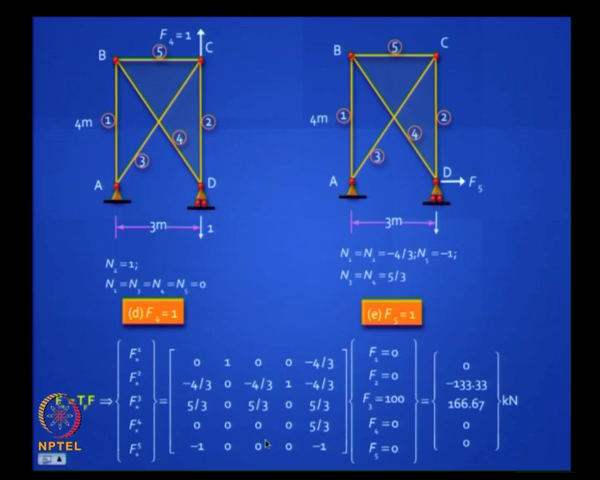 F₄=1
B ⑤ C
4m ① ②
③ ④
A D
3m 1
N₂=1;
N₁=N₃=N₄=N₅=0
(d) F₄=1
B ⑤ C
4m ① ②
③ ④
A D F₅
3m
N₁=N₂=-4/3;N₅=-1;
N₃=N₄=5/3
(e) F₅=1
F*¹ 0 1 0 0 -4/3 F₁=0 0
F*² -4/3 0 -4/3 1 -4/3 F₂=0 -133.33
⇒ F*³ = 5/3 0 5/3 0 5/3 F₃=100 = 166.67 kN
F*⁴ 0 0 0 0 5/3 F₄=0 0
F*⁵ -1 0 0 0 -1 F₅=0 0
NPTEL